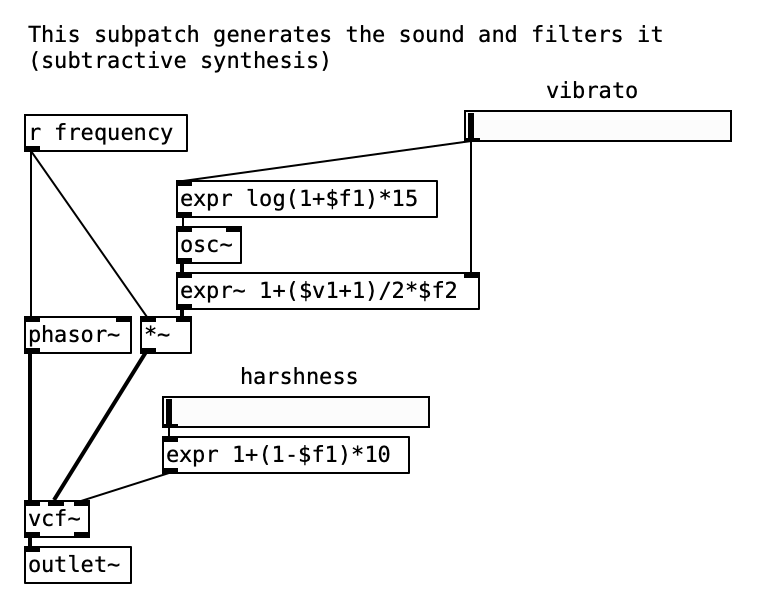 This subpatch generates the sound and filters it
(subtractive synthesis)
vibrato
r frequency
expr log(1+$f1)*15
osc~
expr~ 1+($v1+1)/2*$f2
phasor~
*~
harshness
expr 1+(1-$f1)*10
vcf~
outlet~